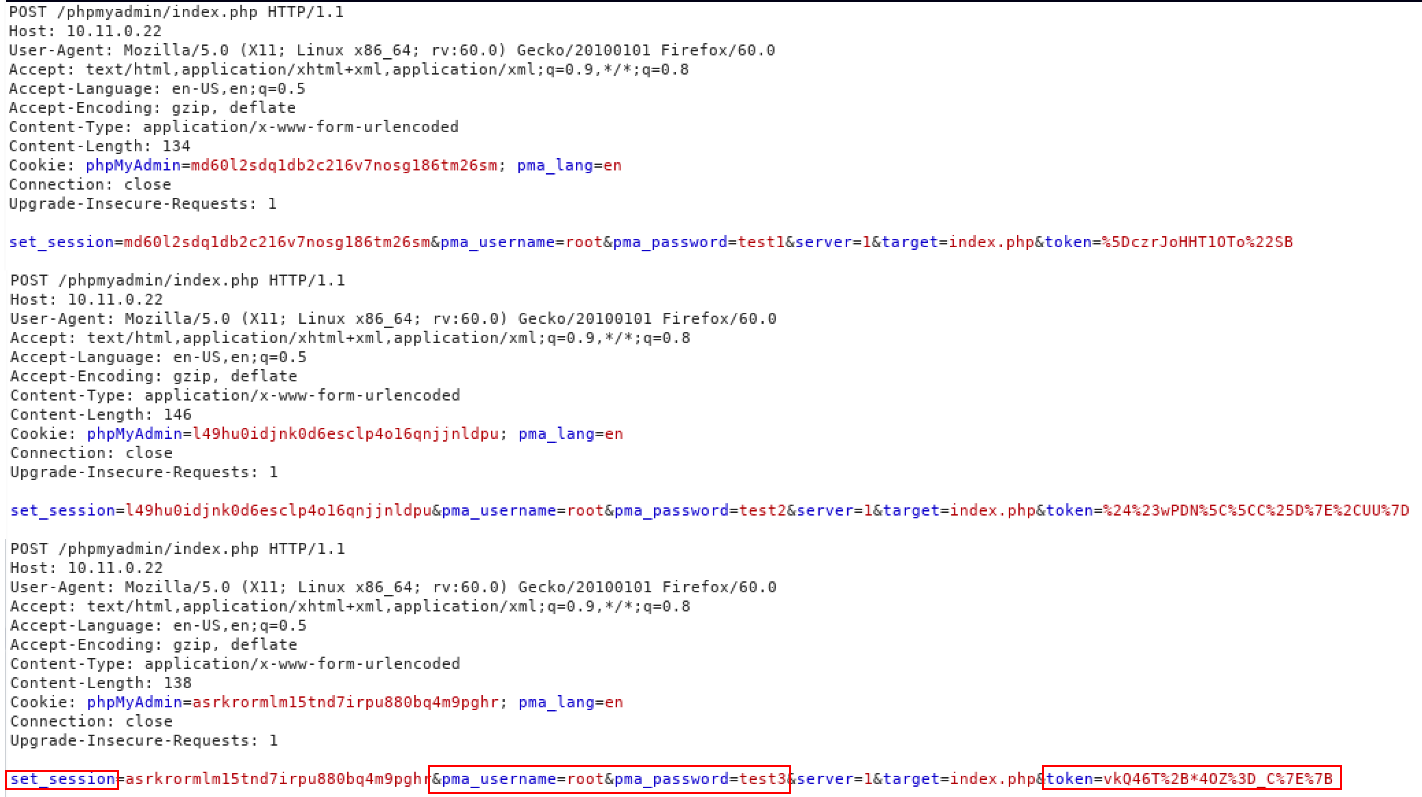 POST /phpmyadmin/index.php HTTP/1.1
Host: 10.11.0.22
User-Agent: Mozilla/5.0 (X11; Linux x86_64; rv:60.0) Gecko/20100101 Firefox/60.0
Accept: text/html,application/xhtml+xml,application/xml;q=0.9,*/*;q=0.8
Accept-Language: en-US,en;q=0.5
Accept-Encoding: gzip, deflate
Content-Type: application/x-www-form-urlencoded
Content-Length: 134
Cookie: phpMyAdmin=md60l2sdq1db2c216v7nosg186tm26sm; pma_lang=en
Connection: close
Upgrade-Insecure-Requests: 1
set_session=md60l2sdq1db2c216v7nosg186tm26sm&pma_username=root&pma_password=test1&server=1&target=index.php&token=%5DczrJoHHT1OTo%22SB
POST /phpmyadmin/index.php HTTP/1.1
Host: 10.11.0.22
User-Agent: Mozilla/5.0 (X11; Linux x86_64; rv:60.0) Gecko/20100101 Firefox/60.0
Accept: text/html,application/xhtml+xml,application/xml;q=0.9,*/*;q=0.8
Accept-Language: en-US,en;q=0.5
Accept-Encoding: gzip, deflate
Content-Type: application/x-www-form-urlencoded
Content-Length: 146
Cookie: phpMyAdmin=l49hu0idjnk0d6esclp4o16qnjjnldpu; pma_lang=en
Connection: close
Upgrade-Insecure-Requests: 1
set_session=l49hu0idjnk0d6esclp4o16qnjjnldpu&pma_username=root&pma_password=test2&server=1&target=index.php&token=%24%23wPDN%5C%5CC%25D%7E%2CUU%7D
POST /phpmyadmin/index.php HTTP/1.1
Host: 10.11.0.22
User-Agent: Mozilla/5.0 (X11; Linux x86_64; rv:60.0) Gecko/20100101 Firefox/60.0
Accept: text/html,application/xhtml+xml,application/xml;q=0.9,*/*;q=0.8
Accept-Language: en-US,en;q=0.5
Accept-Encoding: gzip, deflate
Content-Type: application/x-www-form-urlencoded
Content-Length: 138
Cookie: phpMyAdmin=asrkrormlm15tnd7irpu880bq4m9pghr; pma_lang=en
Connection: close
Upgrade-Insecure-Requests: 1
set_session=asrkrormlm15tnd7irpu880bq4m9pghr&pma_username=root&pma_password=test3&server=1&target=index.php&token=vkQ46T%2B*4OZ%3D_C%7E%7B